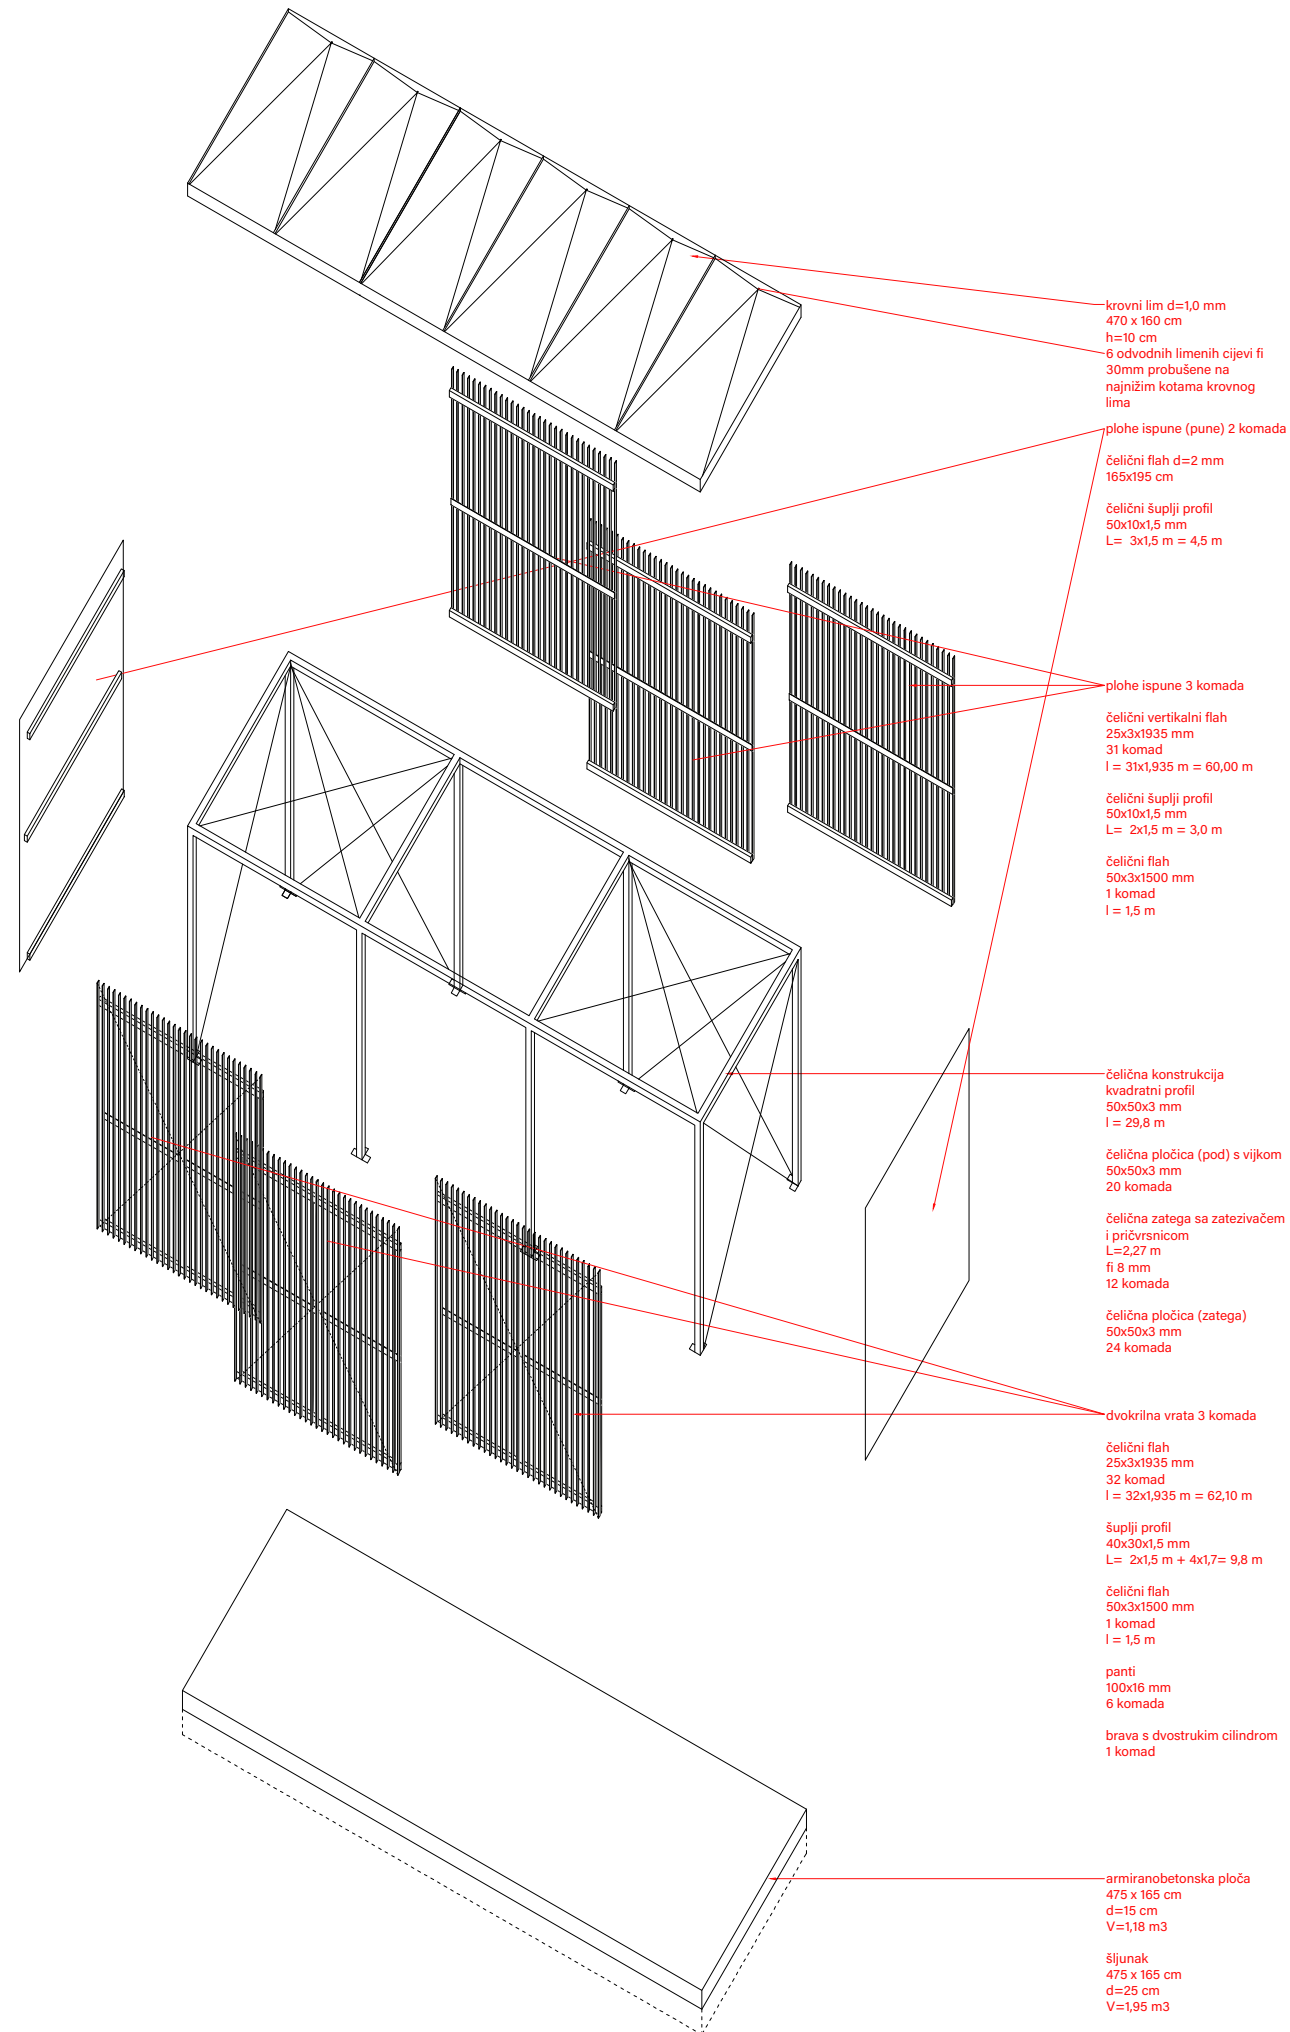 krovni lim d=1,0 mm
470 x 160 cm
h=10 cm
6 odvodnih limenih cijevi fi
30mm probušene na
najnižim kotama krovnog
lima
plohe ispune (pune) 2 komada
čelični flah d=2 mm
165x195 cm
čelični šuplji profil
50x10x1,5 mm
L=  3x1,5 m = 4,5 m
plohe ispune 3 komada
čelični vertikalni flah
25x3x1935 mm
31 komad
l = 31x1,935 m = 60,00 m
čelični šuplji profil
50x10x1,5 mm
L=  2x1,5 m = 3,0 m
čelični flah
50x3x1500 mm
1 komad
l = 1,5 m
čelična konstrukcija
kvadratni profil
50x50x3 mm
l = 29,8 m
čelična pločica (pod) s vijkom
50x50x3 mm
20 komada
čelična zatega sa zatezivačem
i pričvrsnicom
L=2,27 m
fi 8 mm
12 komada
čelična pločica (zatega)
50x50x3 mm
24 komada
dvokrilna vrata 3 komada
čelični flah
25x3x1935 mm
32 komad
l = 32x1,935 m = 62,10 m
šuplji profil
40x30x1,5 mm
L=  2x1,5 m + 4x1,7= 9,8 m
čelični flah
50x3x1500 mm
1 komad
l = 1,5 m
panti
100x16 mm
6 komada
brava s dvostrukim cilindrom
1 komad
armiranobetonska ploča
475 x 165 cm
d=15 cm
V=1,18 m3
šljunak
475 x 165 cm
d=25 cm
V=1,95 m3